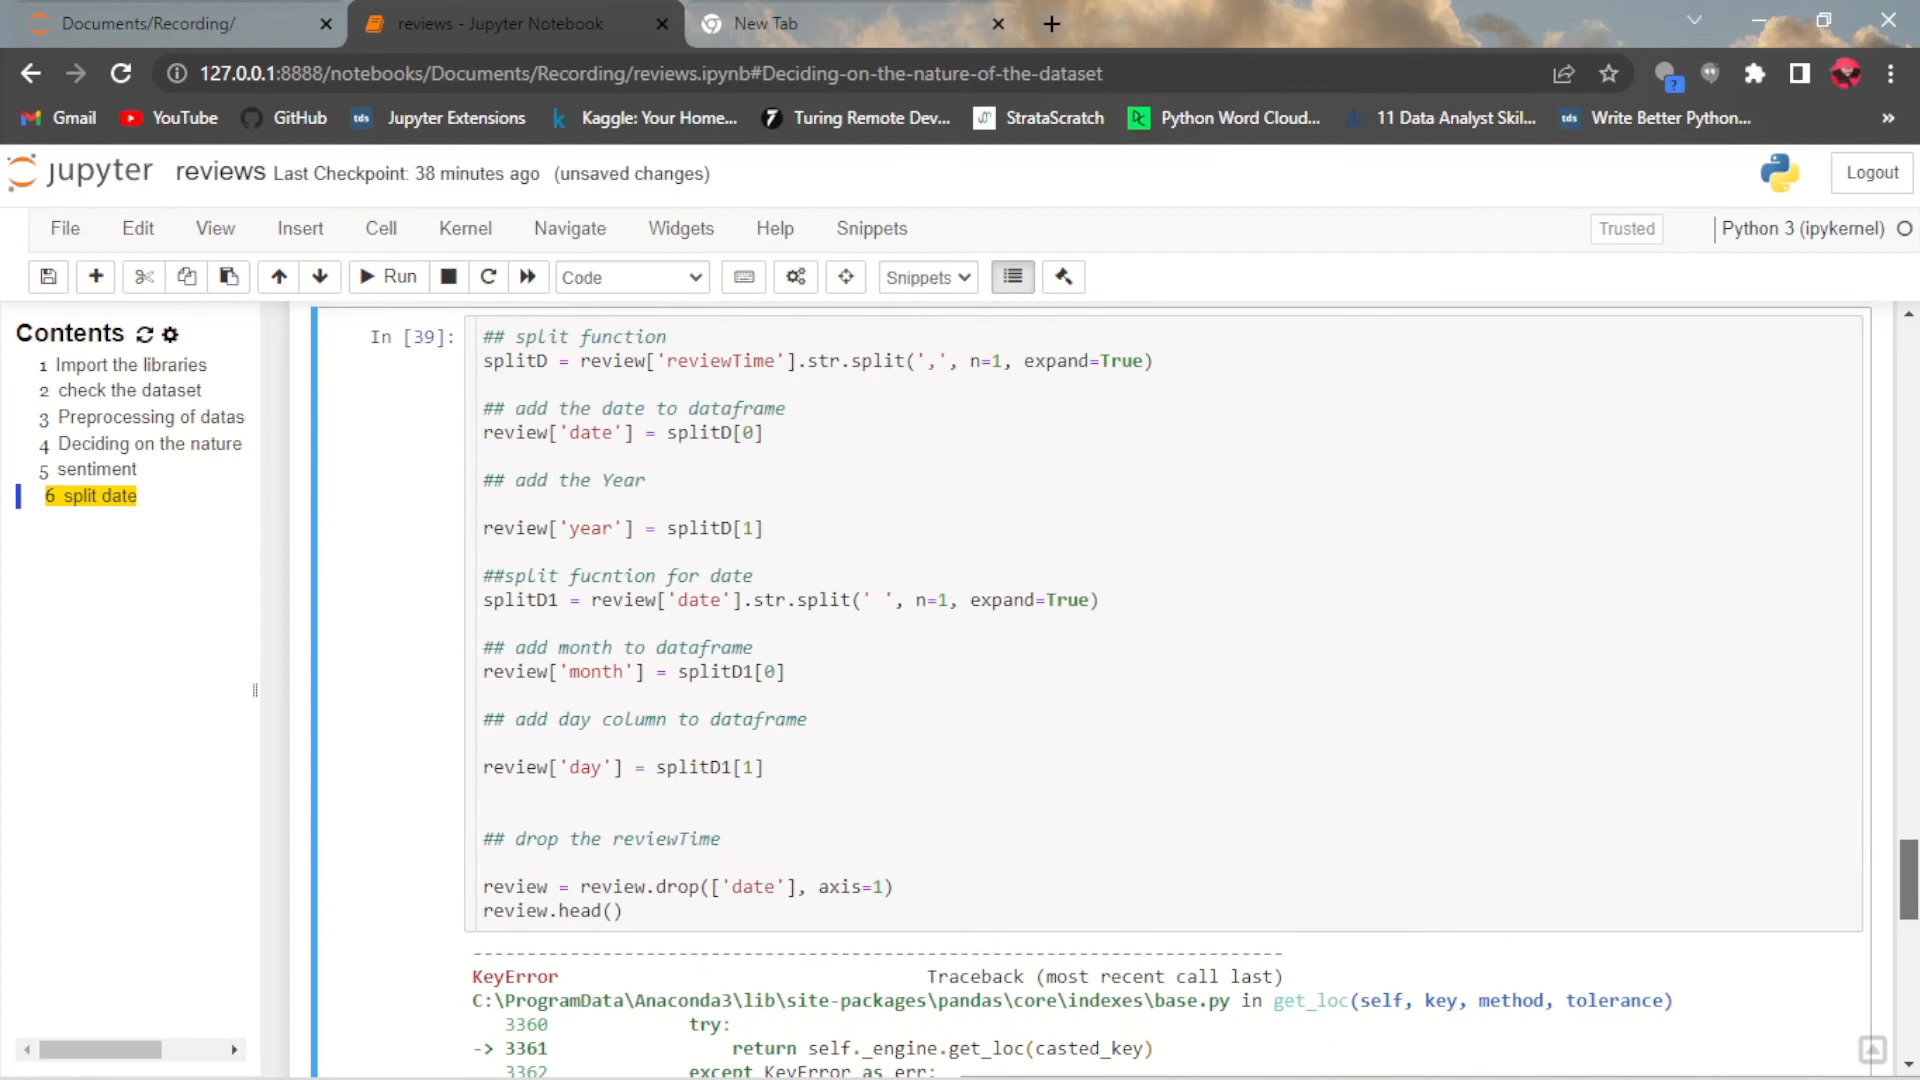 Documents/Recording/
reviews - Jupyter Notebook
New Tab
127.0.0.1:8888/notebooks/Documents/Recording/reviews.ipynb#Deciding-on-the-nature-of-the-dataset
Gmail YouTube GitHub tds Jupyter Extensions k Kaggle: Your Home... Turing Remote Dev... StrataScratch Python Word Cloud... 11 Data Analyst Skil... tds Write Better Python... »
jupyter reviews Last Checkpoint: 38 minutes ago (unsaved changes) Logout
File Edit View Insert Cell Kernel Navigate Widgets Help Snippets Trusted Python 3 (ipykernel)
Run Code Snippets
Contents
1 Import the libraries
2 check the dataset
3 Preprocessing of datas
4 Deciding on the nature
5 sentiment
6 split date
In [39]:
## split function
splitD = review['reviewTime'].str.split(',', n=1, expand=True)
## add the date to dataframe
review['date'] = splitD[0]
## add the Year
review['year'] = splitD[1]
##split fucntion for date
splitD1 = review['date'].str.split(' ', n=1, expand=True)
## add month to dataframe
review['month'] = splitD1[0]
## add day column to dataframe
review['day'] = splitD1[1]
## drop the reviewTime
review = review.drop(['date'], axis=1)
review.head()
---------------------------------------------------------------------------
KeyError Traceback (most recent call last)
C:\ProgramData\Anaconda3\lib\site-packages\pandas\core\indexes\base.py in get_loc(self, key, method, tolerance)
3360 try:
-> 3361 return self._engine.get_loc(casted_key)
3362 except KeyError as err: